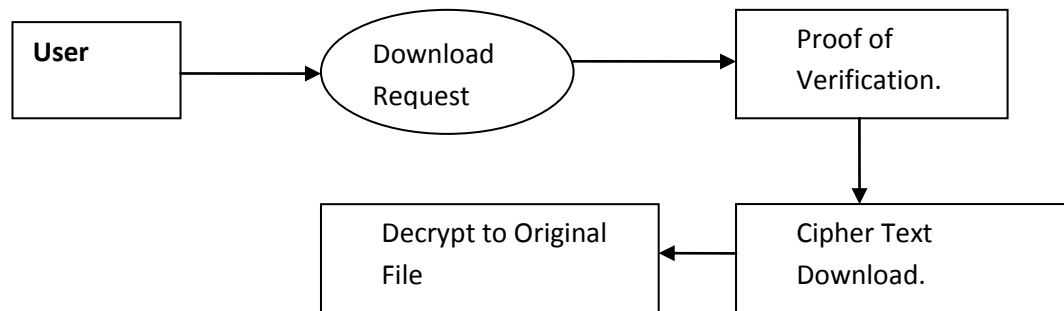 User
Download
Request
Proof of
Verification.
Cipher Text
Download.
Decrypt to Original
File